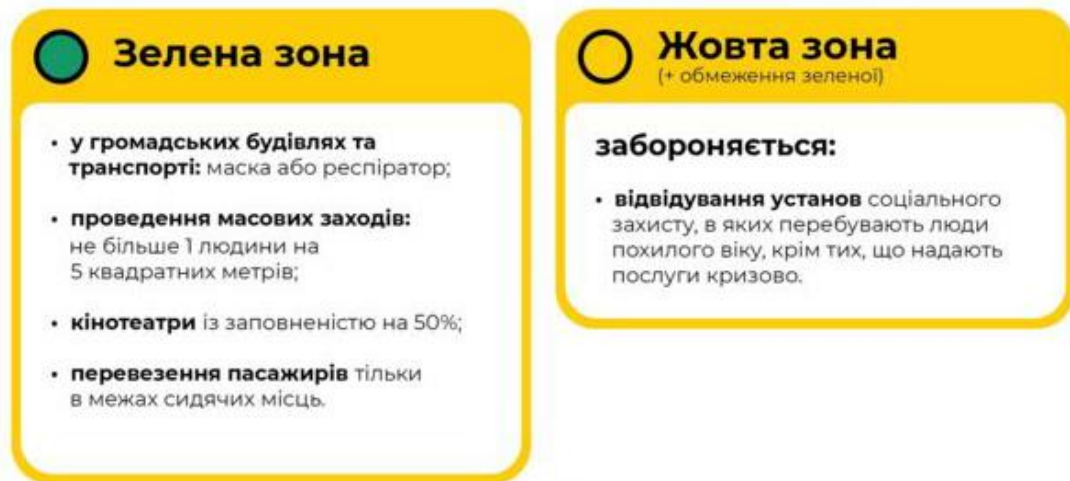 Зелена зона
• у громадських будівлях та
транспорті: маска або респіратор;
• проведення масових заходів:
не більше 1 людини на
5 квадратних метрів;
• кінотеатри із заповненістю на 50%;
• перевезення пасажирів тільки
в межах сидячих місць.
Жовта зона
(+ обмеження зеленої)
забороняється:
• відвідування установ соціального
захисту, в яких перебувають люди
похилого віку, крім тих, що надають
послуги кризово.